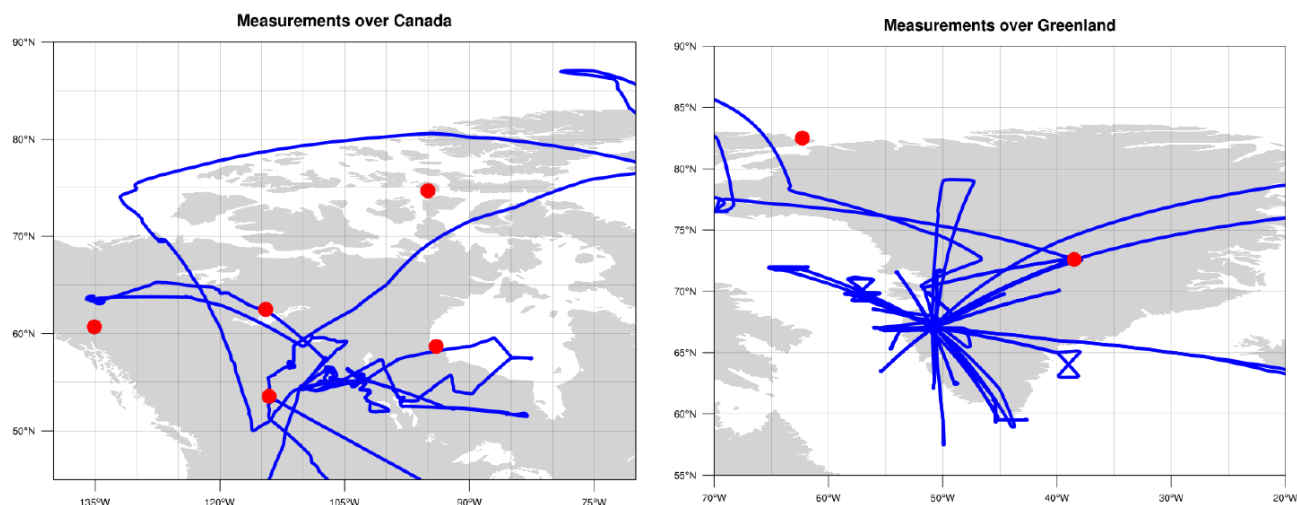 Measurements over Canada
90°N
80°N
70°N
60°N
50°N
135°W 120°W 105°W 90°W 75°W
Measurements over Greenland
90°N
85°N
80°N
75°N
70°N
65°N
60°N
55°N
70°W 60°W 50°W 40°W 30°W 20°W